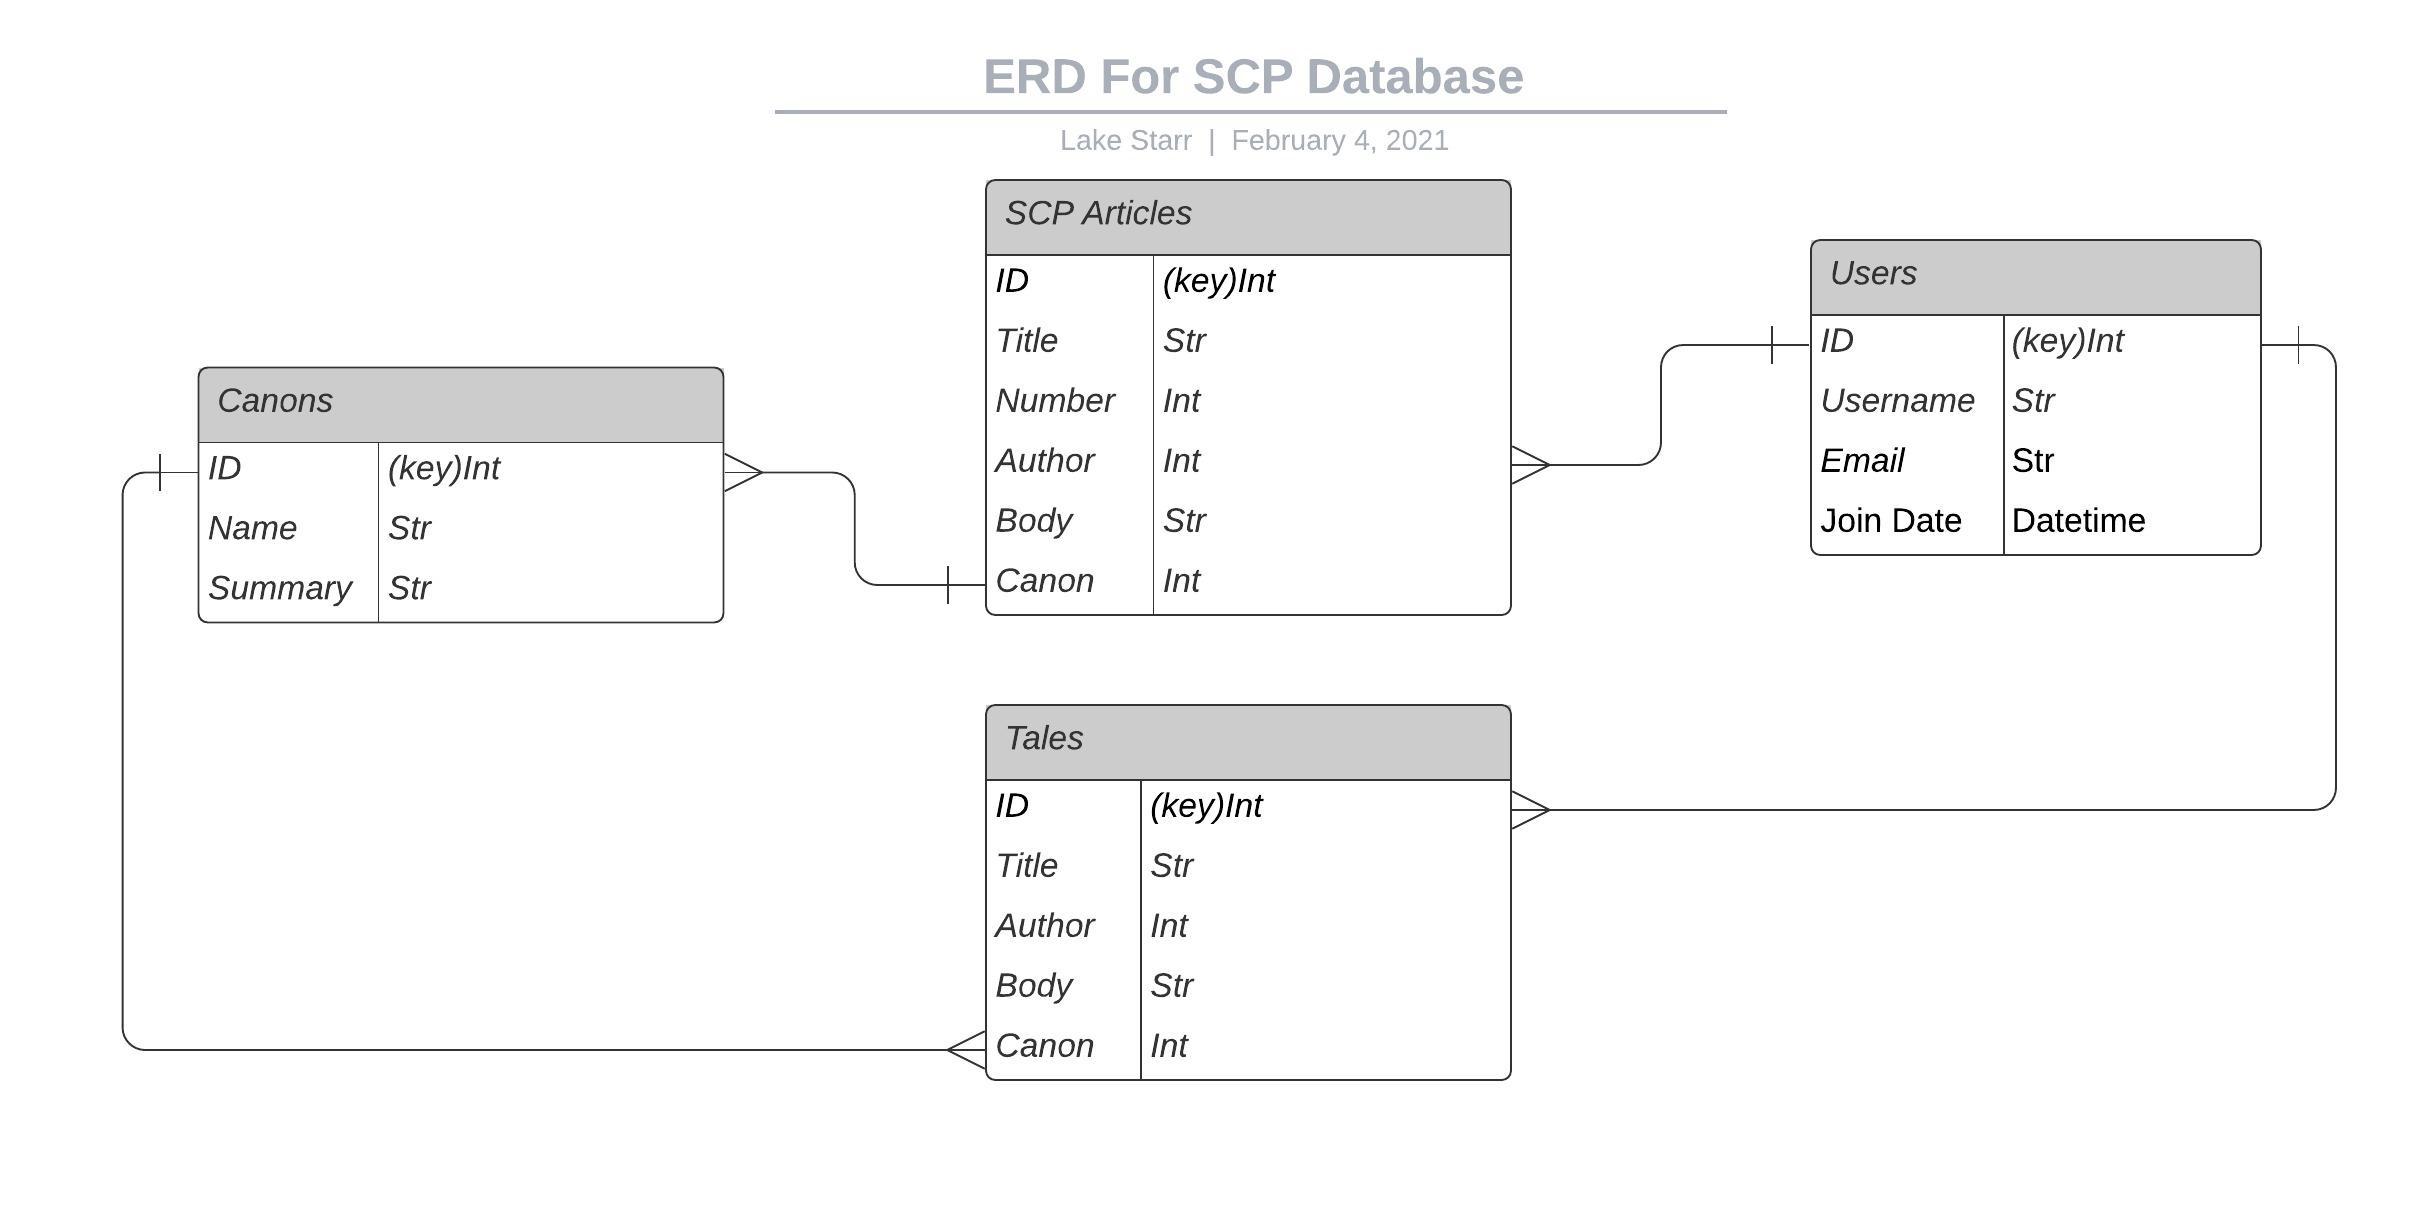 ERD For SCP Database
Lake Starr | February 4, 2021
SCP Articles
ID (key)Int
Title Str
Number Int
Author Int
Body Str
Canon Int
Users
ID (key)Int
Username Str
Email Str
Join Date Datetime
Canons
ID (key)Int
Name Str
Summary Str
Tales
ID (key)Int
Title Str
Author Int
Body Str
Canon Int